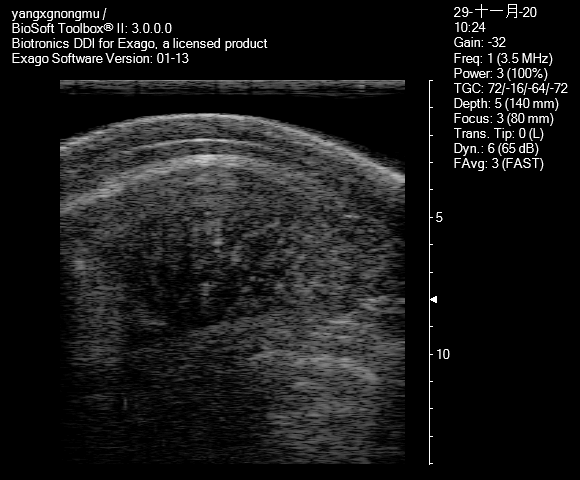 yangxgnongmu /
BioSoft Toolbox® II: 3.0.0.0
Biotronics DDI for Exago, a licensed product
Exago Software Version: 01-13
29-十一月-20
10:24
Gain: -32
Freq: 1 (3.5 MHz)
Power: 3 (100%)
TGC: 72/-16/-64/-72
Depth: 5 (140 mm)
Focus: 3 (80 mm)
Trans. Tip: 0 (L)
Dyn.: 6 (65 dB)
FAvg: 3 (FAST)
5
10